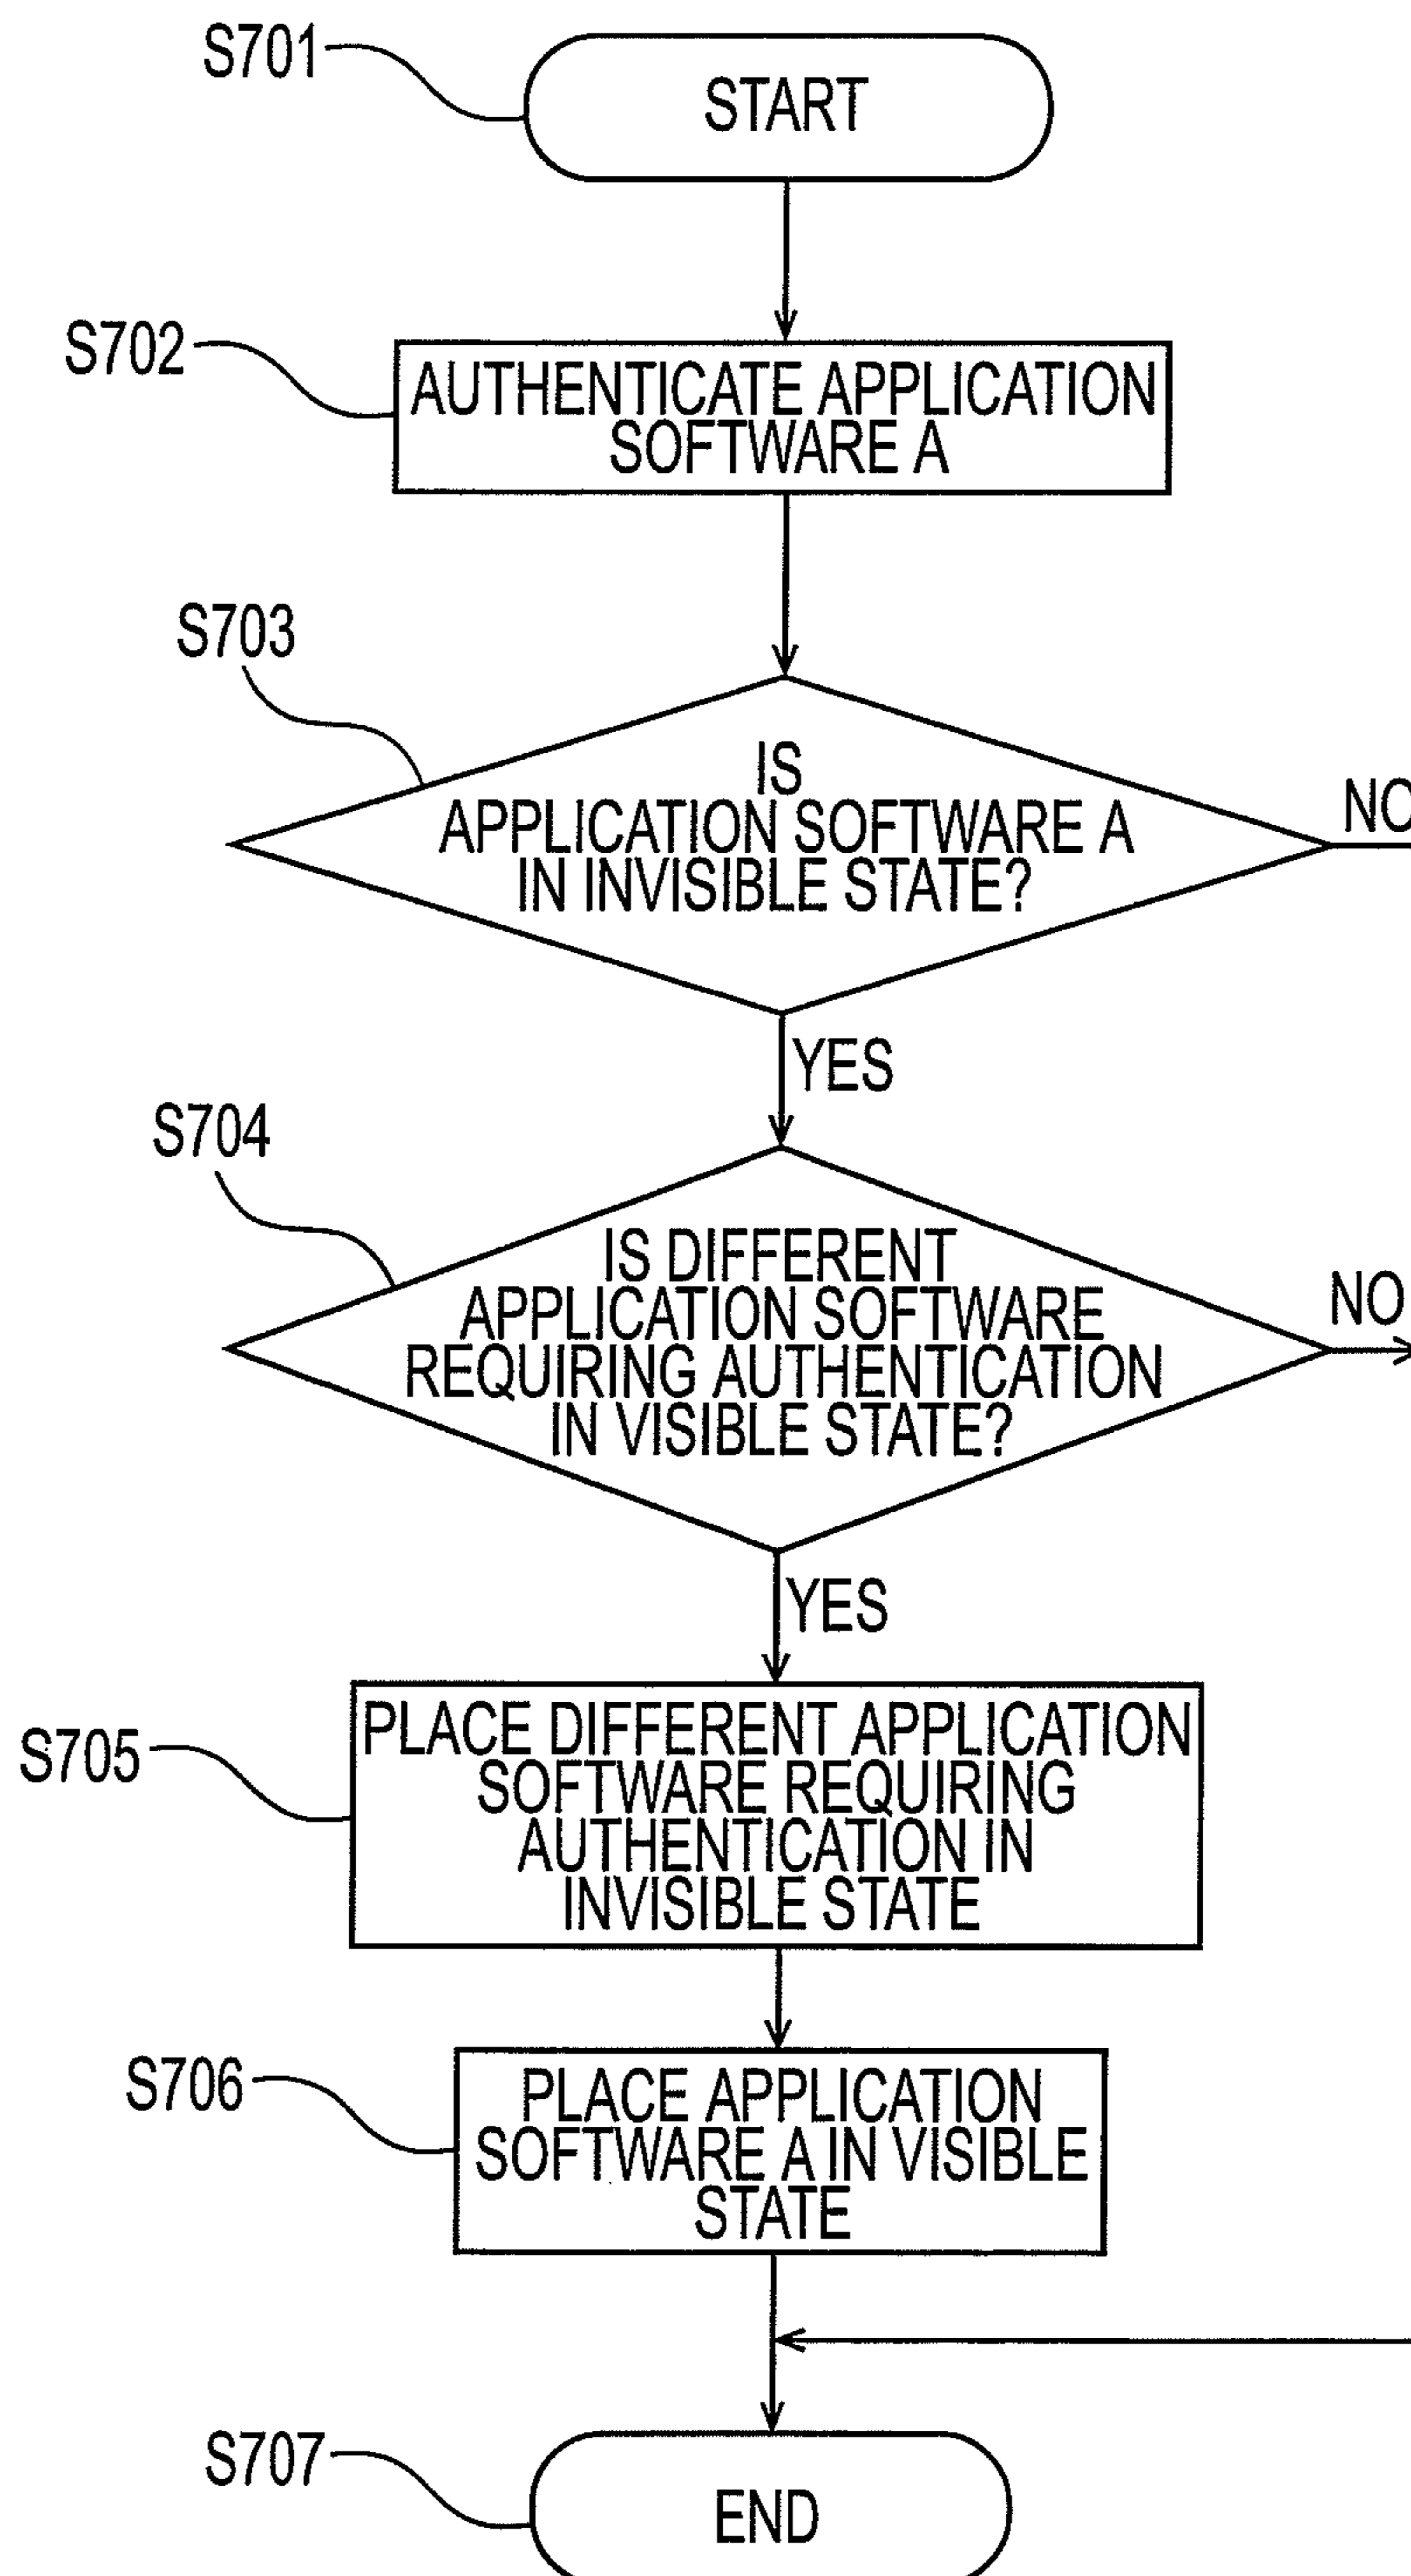 S701
START
S702
AUTHENTICATE APPLICATION
SOFTWARE A
S703
IS
APPLICATION SOFTWARE A
IN INVISIBLE STATE?
NO
YES
S704
IS DIFFERENT
APPLICATION SOFTWARE
REQUIRING AUTHENTICATION
IN VISIBLE STATE?
NO
YES
S705
PLACE DIFFERENT APPLICATION
SOFTWARE REQUIRING
AUTHENTICATION IN
INVISIBLE STATE
S706
PLACE APPLICATION
SOFTWARE A IN VISIBLE
STATE
S707
END